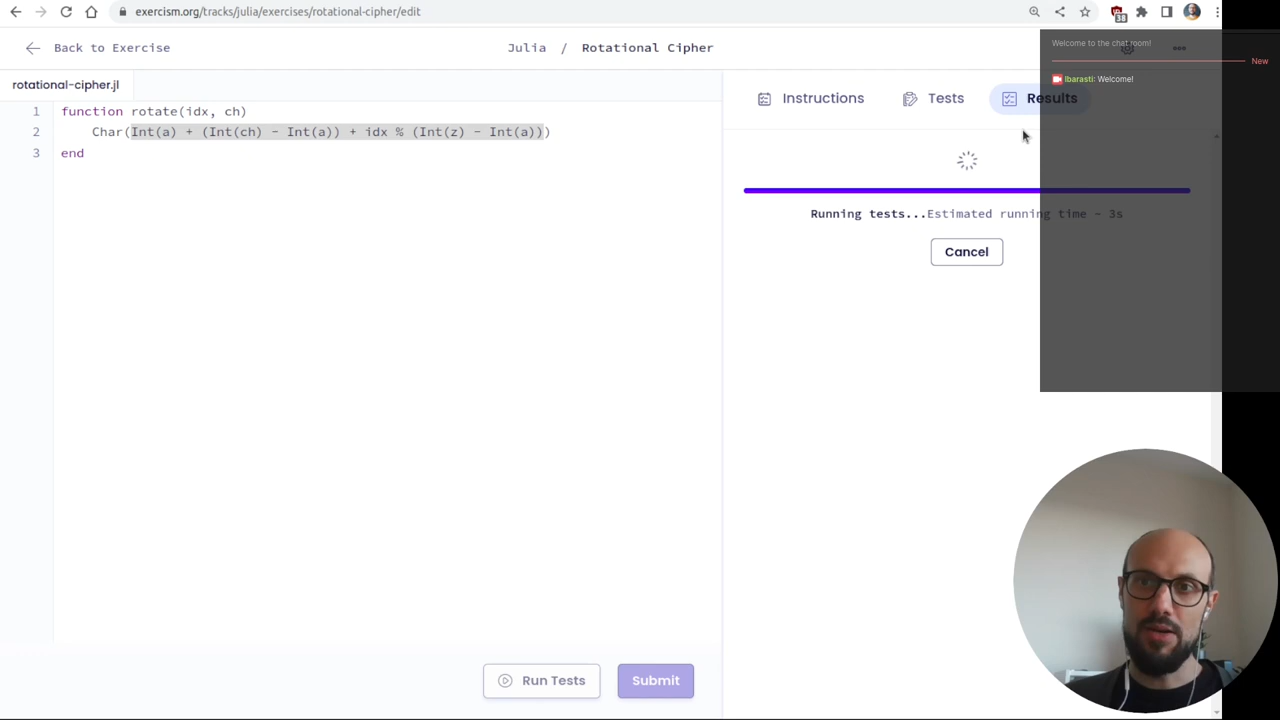 exercism.org/tracks/julia/exercises/rotational-cipher/edit
38
Back to Exercise
Julia / Rotational Cipher
Welcome to the chat room!
New
lbarasti: Welcome!
rotational-cipher.jl
Instructions
Tests
Results
1 function rotate(idx, ch)
2 Char(Int(a) + (Int(ch) - Int(a)) + idx % (Int(z) - Int(a)))
3 end
Running tests...Estimated running time ~ 3s
Cancel
Run Tests
Submit